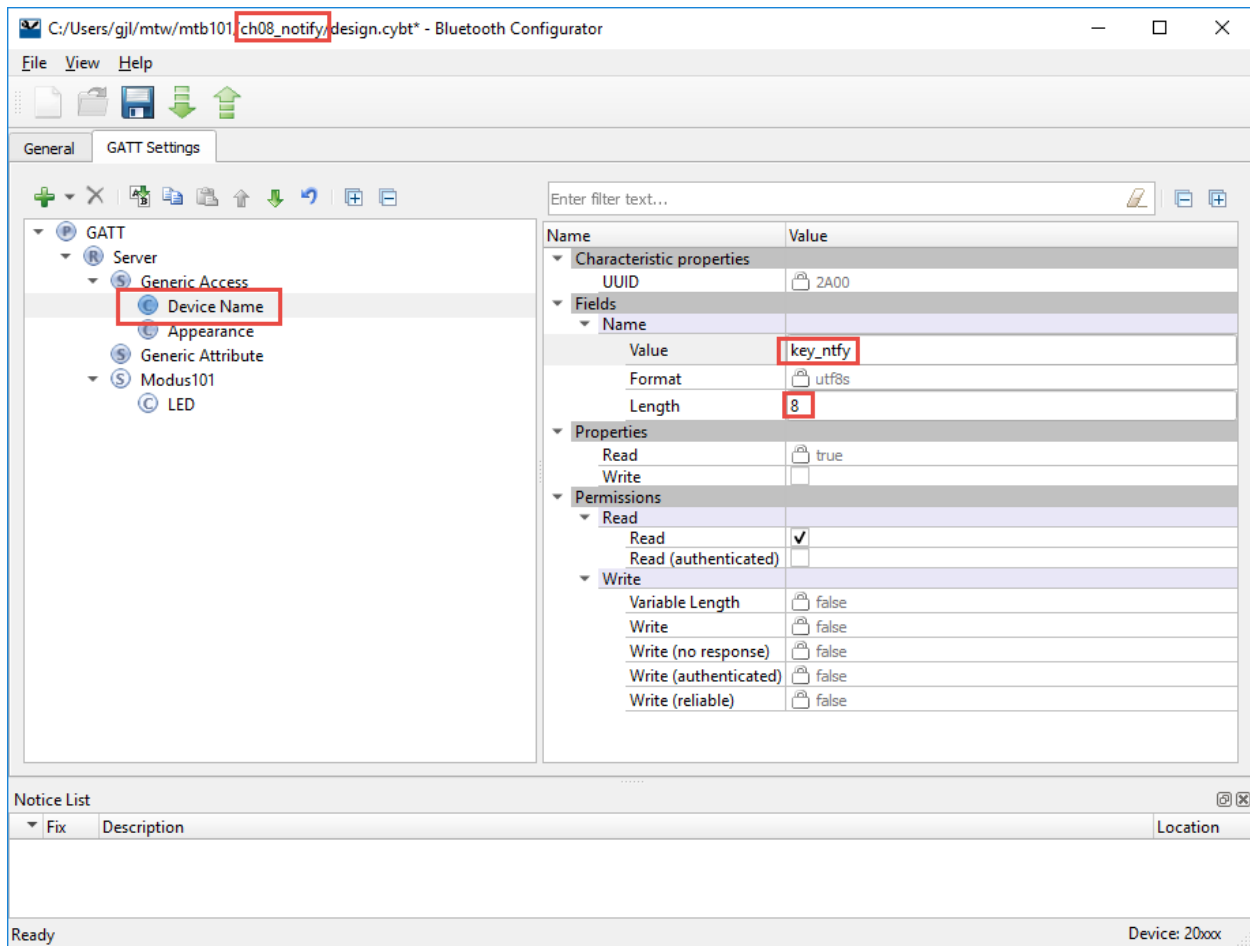 C:/Users/gjl/mtw/mtb101/ch08_notify/design.cybt* - Bluetooth Configurator
File View Help
General GATT Settings
Enter filter text...
GATT
Server
Generic Access
Device Name
Appearance
Generic Attribute
Modus101
LED
Name Value
Characteristic properties
UUID 2A00
Fields
Name
Value key_ntfy
Format utf8s
Length 8
Properties
Read true
Write
Permissions
Read
Read
Read (authenticated)
Write
Variable Length false
Write false
Write (no response) false
Write (authenticated) false
Write (reliable) false
Notice List
Fix Description Location
Ready Device: 20xxx